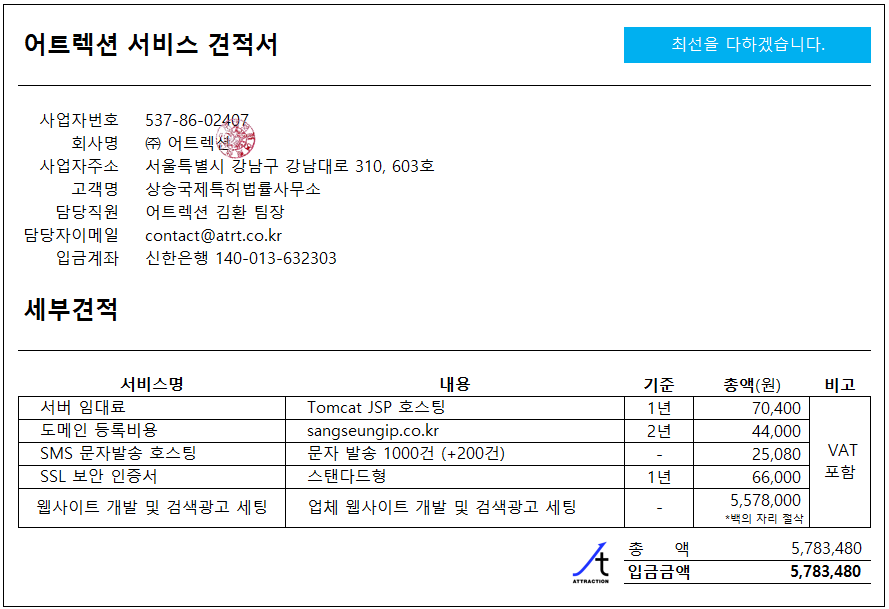 어트렉션 서비스 견적서
최선을 다하겠습니다.
사업자번호 537-86-02407
회사명 ㈜ 어트렉션
사업자주소 서울특별시 강남구 강남대로 310, 603호
고객명 상승국제특허법률사무소
담당직원 어트렉션 김환 팀장
담당자이메일 contact@atrt.co.kr
입금계좌 신한은행 140-013-632303
세부견적
서비스명 내용 기준 총액(원) 비고
서버 임대료 Tomcat JSP 호스팅 1년 70,400
도메인 등록비용 sangseungip.co.kr 2년 44,000
SMS 문자발송 호스팅 문자 발송 1000건 (+200건) - 25,080
SSL 보안 인증서 스탠다드형 1년 66,000
웹사이트 개발 및 검색광고 세팅 업체 웹사이트 개발 및 검색광고 세팅 - 5,578,000
*백의 자리 절삭
VAT
포함
총 액 5,783,480
입금금액 5,783,480
At
ATTRACTION